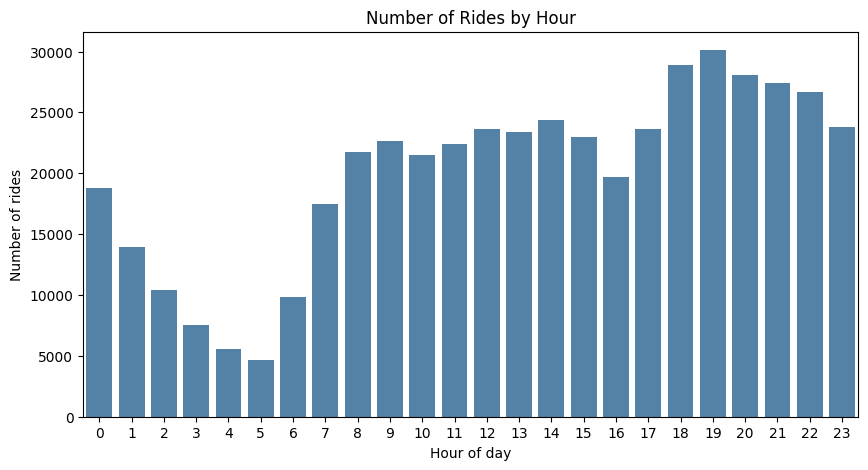 Number of Rides by Hour
Number of rides
30000
25000
20000
15000
10000
5000
0
0 1 2 3 4 5 6 7 8 9 10 11 12 13 14 15 16 17 18 19 20 21 22 23
Hour of day